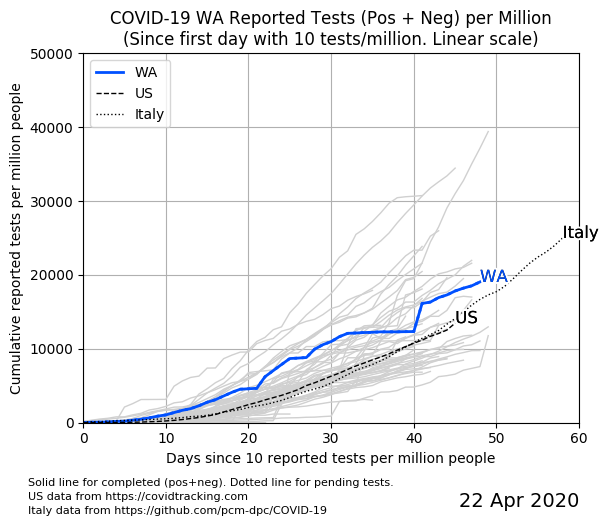 COVID-19 WA Reported Tests (Pos + Neg) per Million
(Since first day with 10 tests/million. Linear scale)
Cumulative reported tests per million people
50000
40000
30000
20000
10000
0
WA
US
Italy
Italy
WA
US
0 10 20 30 40 50 60
Days since 10 reported tests per million people
Solid line for completed (pos+neg). Dotted line for pending tests.
US data from https://covidtracking.com
Italy data from https://github.com/pcm-dpc/COVID-19
22 Apr 2020